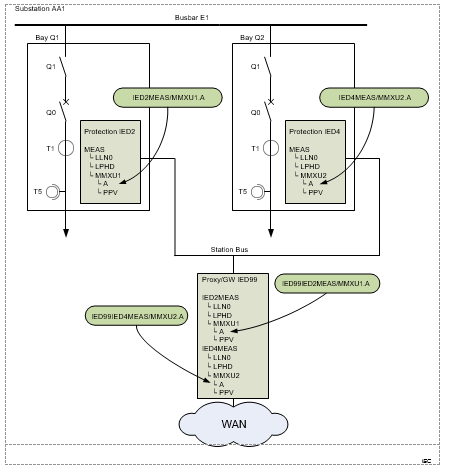 Substation AA1
Busbar E1
Bay Q1
Q1
IED2MEAS/MMXU1.A
Q0
Protection IED2
T1
MEAS
LLN0
LPHD
MMXU1
A
PPV
T5
Bay Q2
Q1
IED4MEAS/MMXU2.A
Q0
Protection IED4
T1
MEAS
LLN0
LPHD
MMXU2
A
PPV
T5
Station Bus
Proxy/GW IED99
IED99IED2MEAS/MMXU1.A
IED2MEAS
LLN0
LPHD
MMXU1
A
PPV
IED99IED4MEAS/MMXU2.A
IED4MEAS
LLN0
LPHD
MMXU2
A
PPV
WAN
IEC